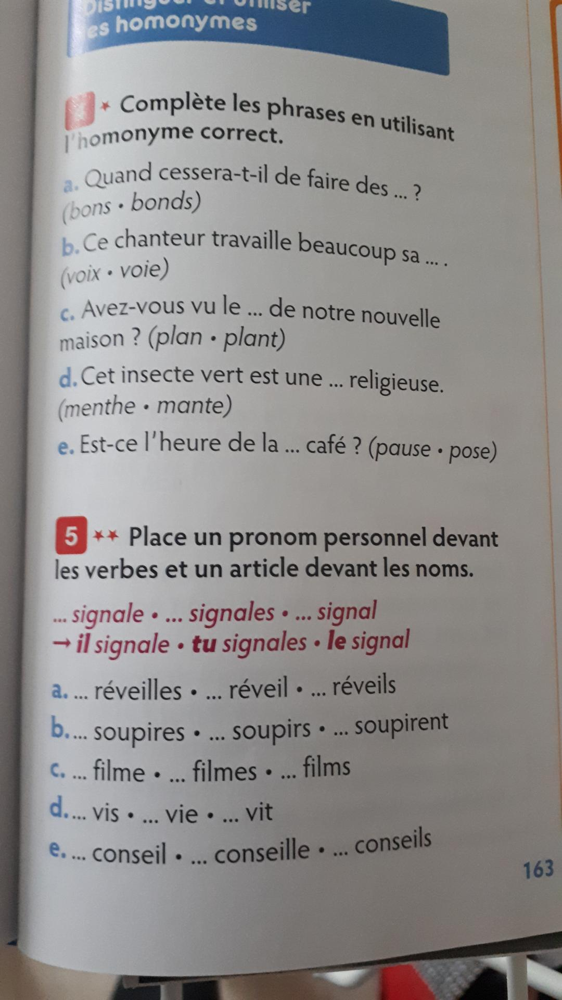 Distinguer et utiliser
les homonymes
4 * Complète les phrases en utilisant
l'homonyme correct.
a. Quand cessera-t-il de faire des ... ?
(bons • bonds)
b. Ce chanteur travaille beaucoup sa ... .
(voix • voie)
c. Avez-vous vu le ... de notre nouvelle
maison ? (plan • plant)
d. Cet insecte vert est une ... religieuse.
(menthe • mante)
e. Est-ce l'heure de la ... café ? (pause • pose)
5 ** Place un pronom personnel devant
les verbes et un article devant les noms.
... signale • ... signales • ... signal
→ il signale • tu signales • le signal
a. ... réveilles • ... réveil • ... réveils
b. ... soupires • ... soupirs • ... soupirent
c. ... filme • ... filmes • ... films
d. ... vis • ... vie • ... vit
e. ... conseil • ... conseille • ... conseils
163